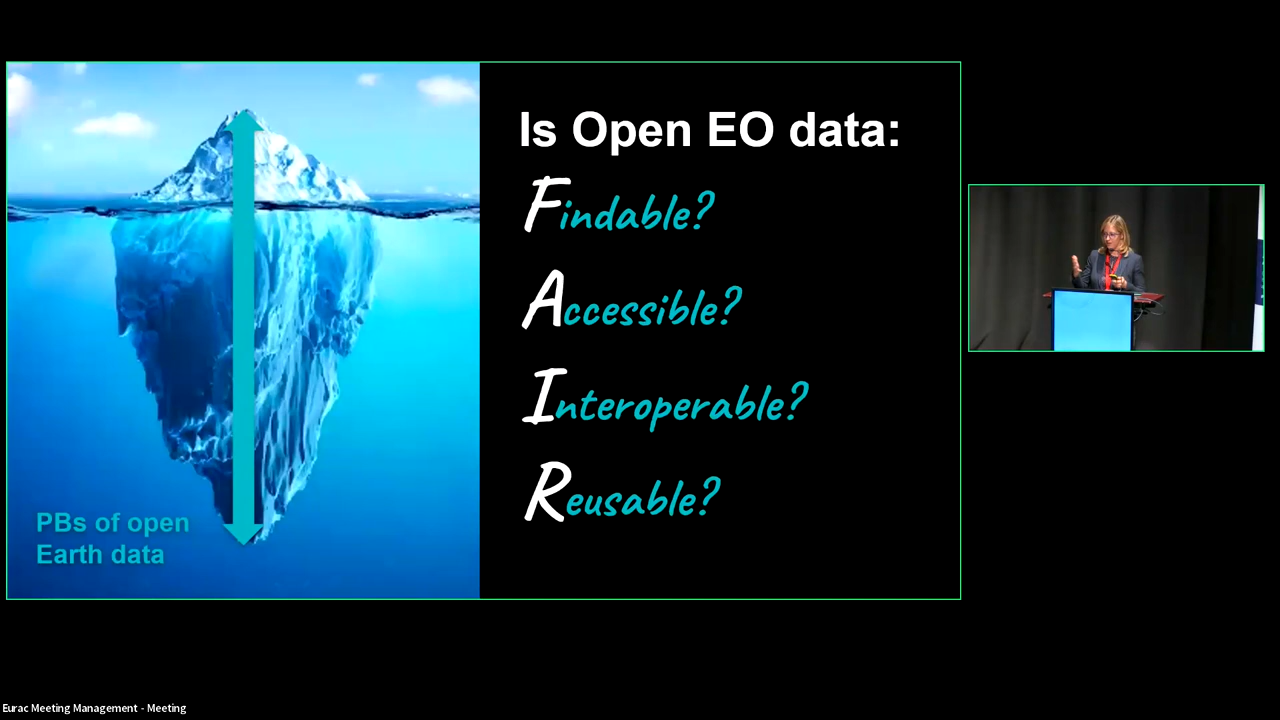 Is Open EO data:
Findable?
Accessible?
Interoperable?
Reusable?
PBs of open
Earth data
Eurac Meeting Management - Meeting